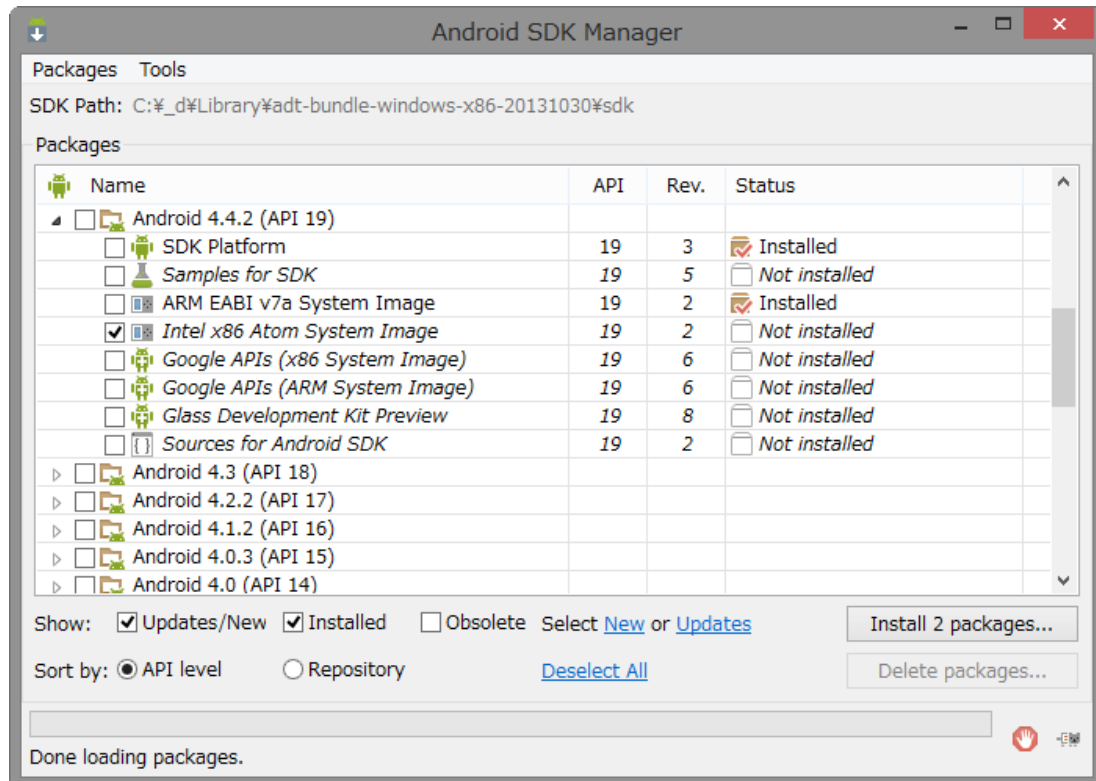 Android SDK Manager
Packages Tools
SDK Path: C:¥_d¥Library¥adt-bundle-windows-x86-20131030¥sdk
Packages
Name API Rev. Status
Android 4.4.2 (API 19)
SDK Platform 19 3 Installed
Samples for SDK 19 5 Not installed
ARM EABI v7a System Image 19 2 Installed
Intel x86 Atom System Image 19 2 Not installed
Google APIs (x86 System Image) 19 6 Not installed
Google APIs (ARM System Image) 19 6 Not installed
Glass Development Kit Preview 19 8 Not installed
Sources for Android SDK 19 2 Not installed
Android 4.3 (API 18)
Android 4.2.2 (API 17)
Android 4.1.2 (API 16)
Android 4.0.3 (API 15)
Android 4.0 (API 14)
Show: Updates/New Installed Obsolete Select New or Updates Install 2 packages...
Sort by: API level Repository Deselect All Delete packages...
Done loading packages.